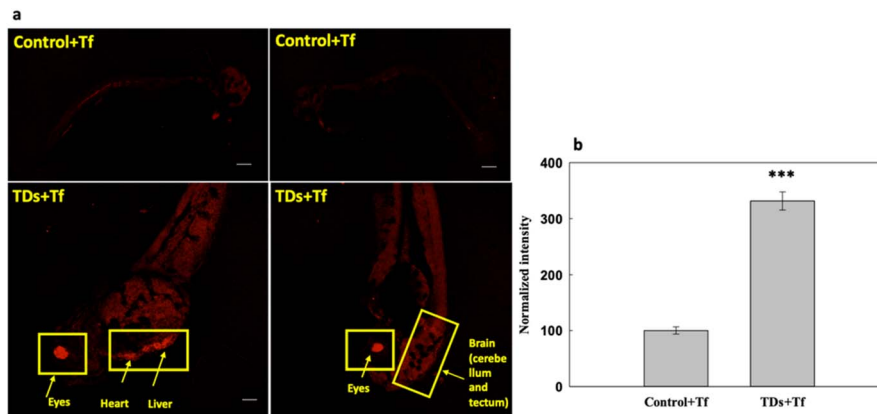 a
Control+Tf
Control+Tf
TDs+Tf
TDs+Tf
Eyes
Heart
Liver
Eyes
Brain
(cerebe
llum
and
tectum)
b
Normalized intensity
400
300
200
100
0
***
Control+Tf
TDs+Tf